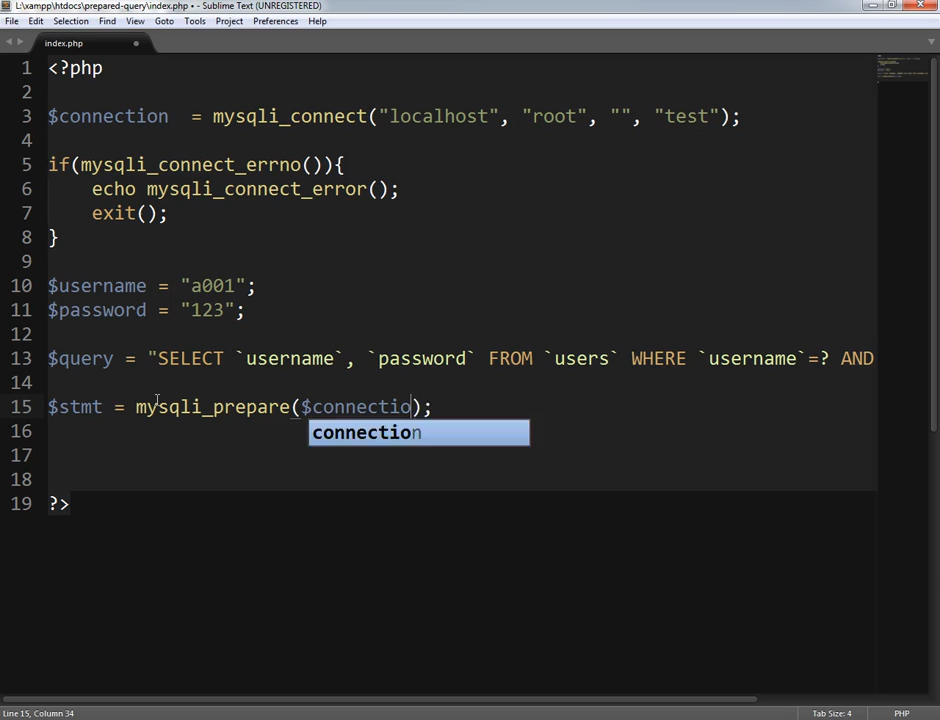 L:\xampp\htdocs\prepared-query\index.php • - Sublime Text (UNREGISTERED)
File Edit Selection Find View Goto Tools Project Preferences Help
index.php
1 <?php
2
3 $connection  = mysqli_connect("localhost", "root", "", "test");
4
5 if(mysqli_connect_errno()){
6     echo mysqli_connect_error();
7     exit();
8 }
9
10 $username = "a001";
11 $password = "123";
12
13 $query = "SELECT `username`, `password` FROM `users` WHERE `username`=? AND
14
15 $stmt = mysqli_prepare($connectio);
connection
16
17
18
19 ?>
Line 15, Column 34
Tab Size: 4
PHP